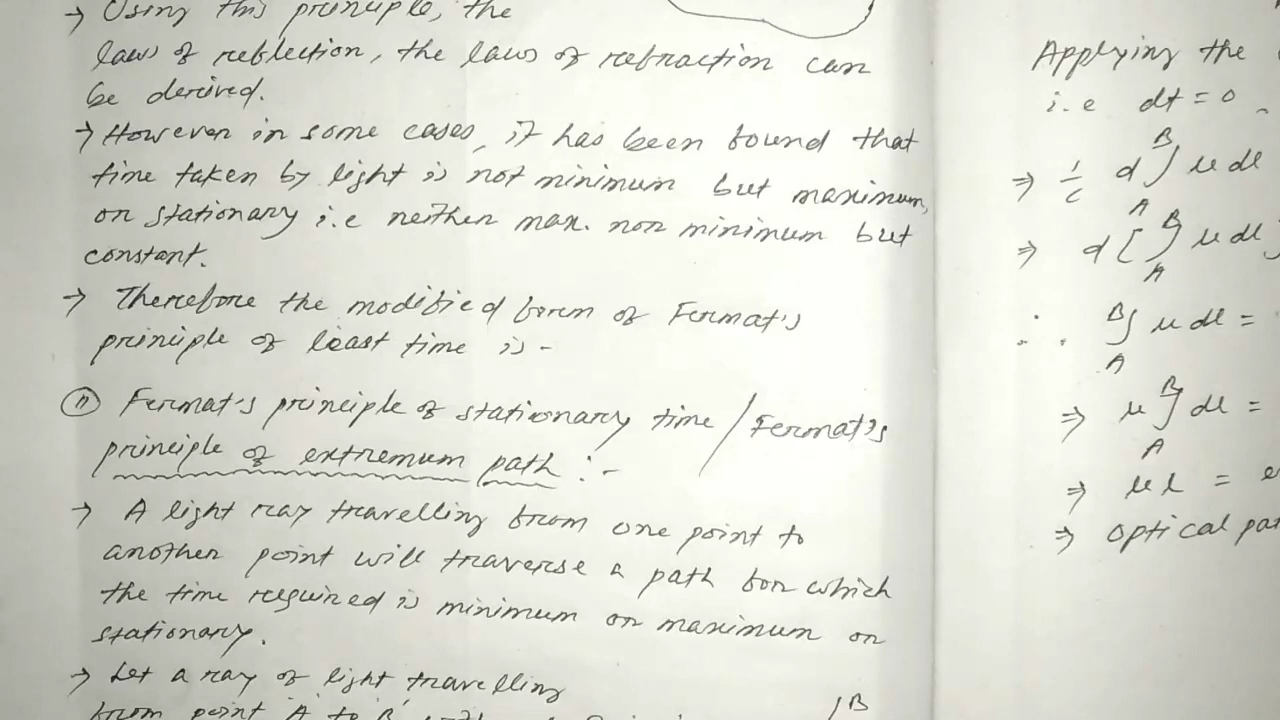 → Using this principle, the
laws of reflection, the laws of refraction can
be derived.
→ However in some cases, it has been found that
time taken by light is not minimum but maximum,
or stationary i.e neither max. nor minimum but
constant.
→ Therefore the modified form of Fermat's
principle of least time is -
(ii) Fermat's principle of stationary time / Fermat's
principle of extremum path :-
→ A light ray travelling from one point to
another point will traverse a path for which
the time required is minimum or maximum or
stationary.
→ Let a ray of light travelling
from point 'A' to 'B'
B
Applying the
i.e dt = 0
⇒ 1/c d ∫_A^B μ dl
⇒ d [ ∫_A^B μ dl ]
∴ ∫_A^B μ dl =
⇒ μ ∫_A^B dl =
⇒ μl = e
⇒ optical pa